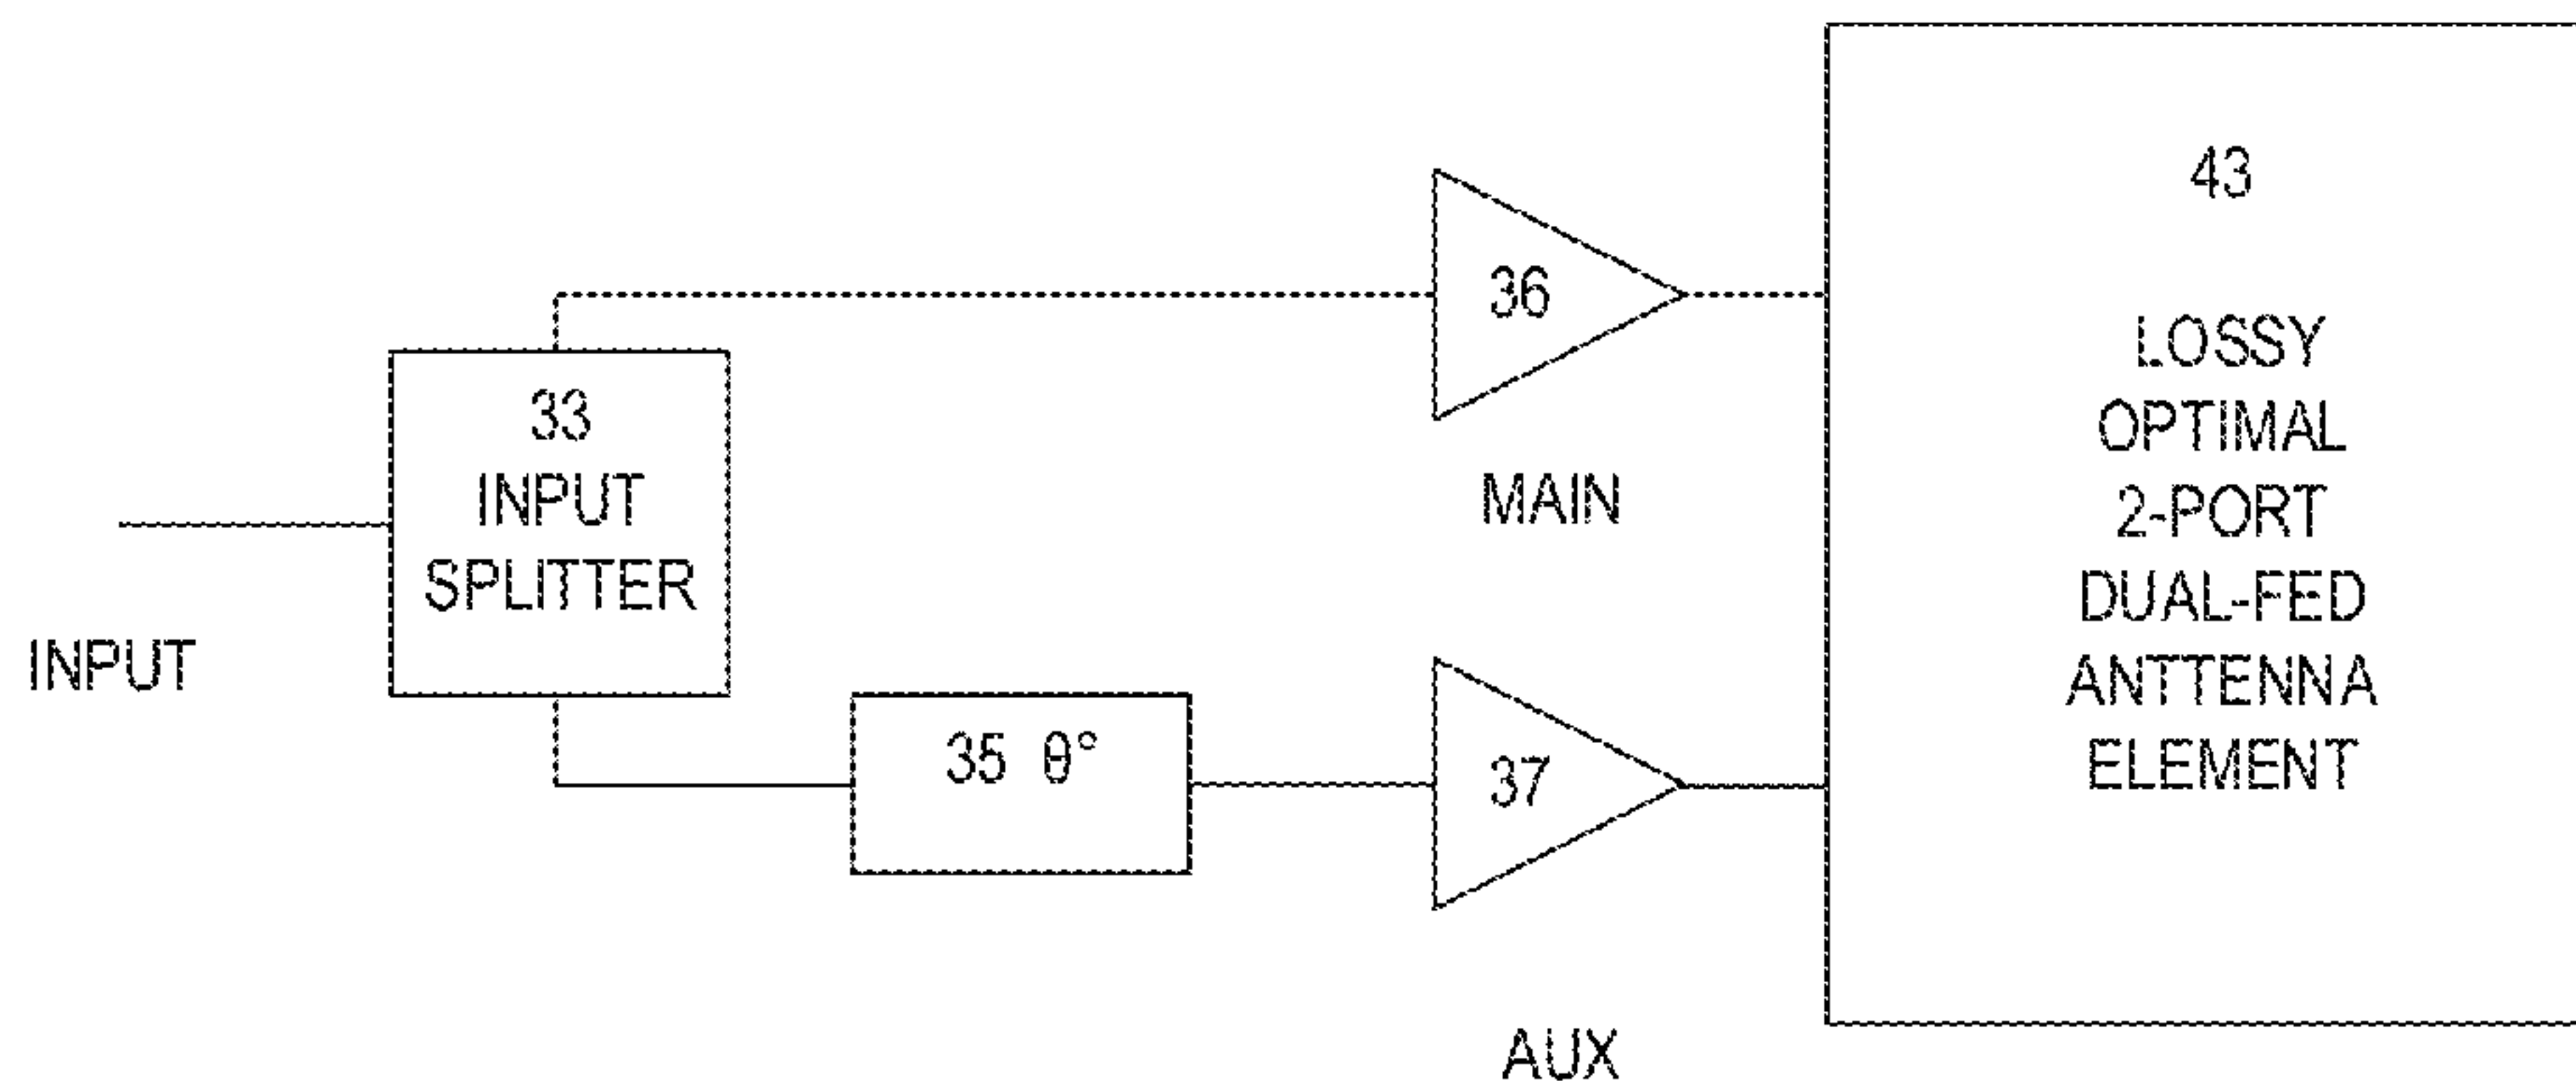 INPUT
33
INPUT
SPLITTER
35 θ°
36
MAIN
37
AUX
43
LOSSY
OPTIMAL
2-PORT
DUAL-FED
ANTTENNA
ELEMENT